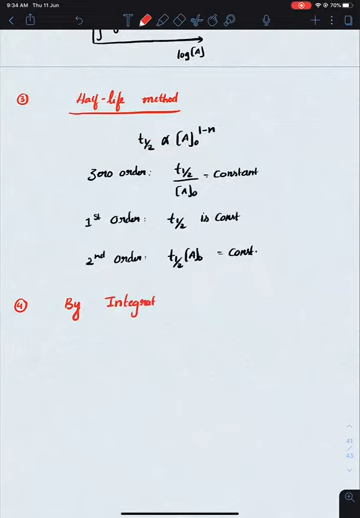 9:34 AM Thu 11 Jun
70%
log[A]
③ Half-life method
t1/2 α [A]₀^1-n
Zero order: t1/2 / [A]₀ = Constant
1st Order: t1/2 is const
2nd Order: t1/2 [A]₀ = Const.
④ By Integrat
41
/
43